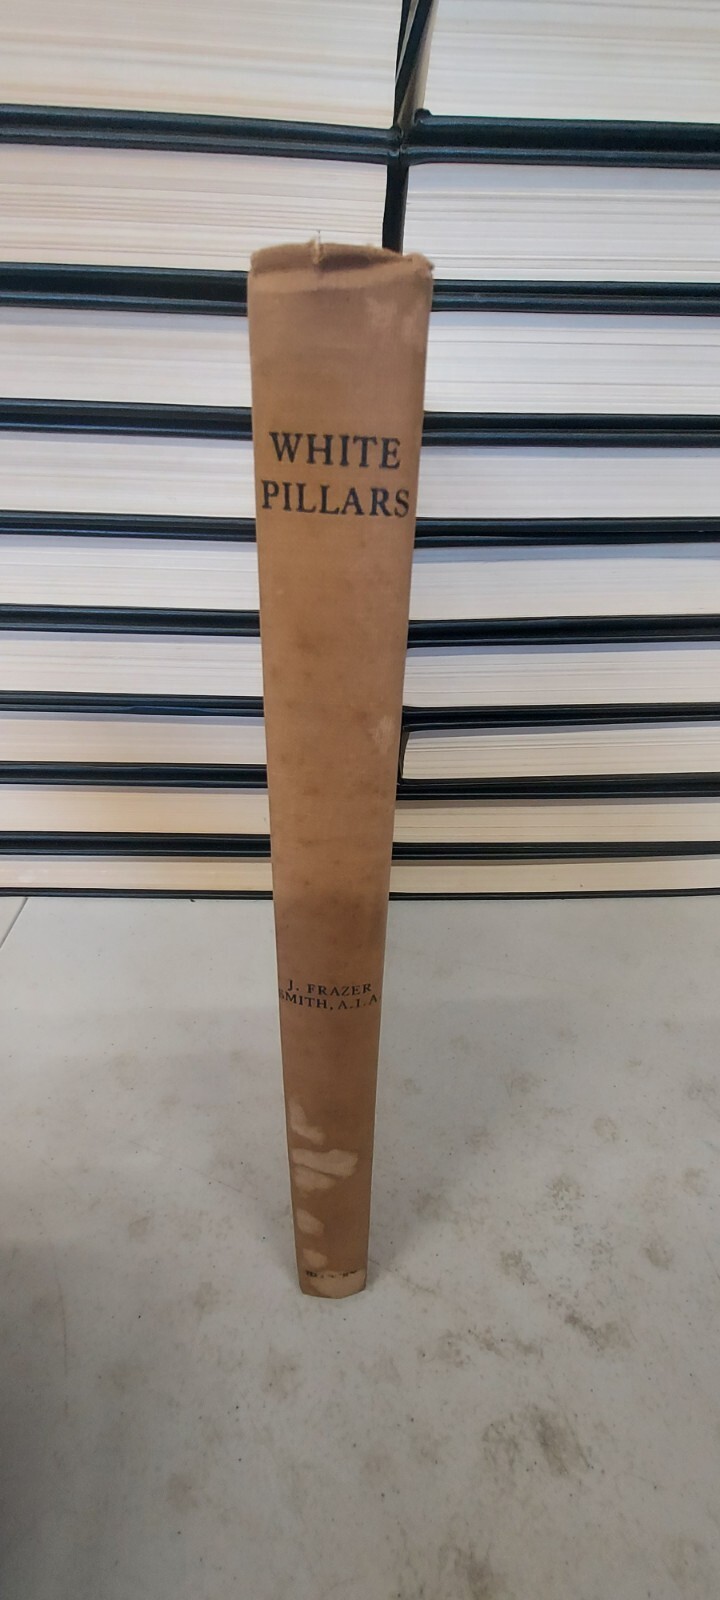 WHITE
PILLARS
J. FRAZER
SMITH, A.I.A.